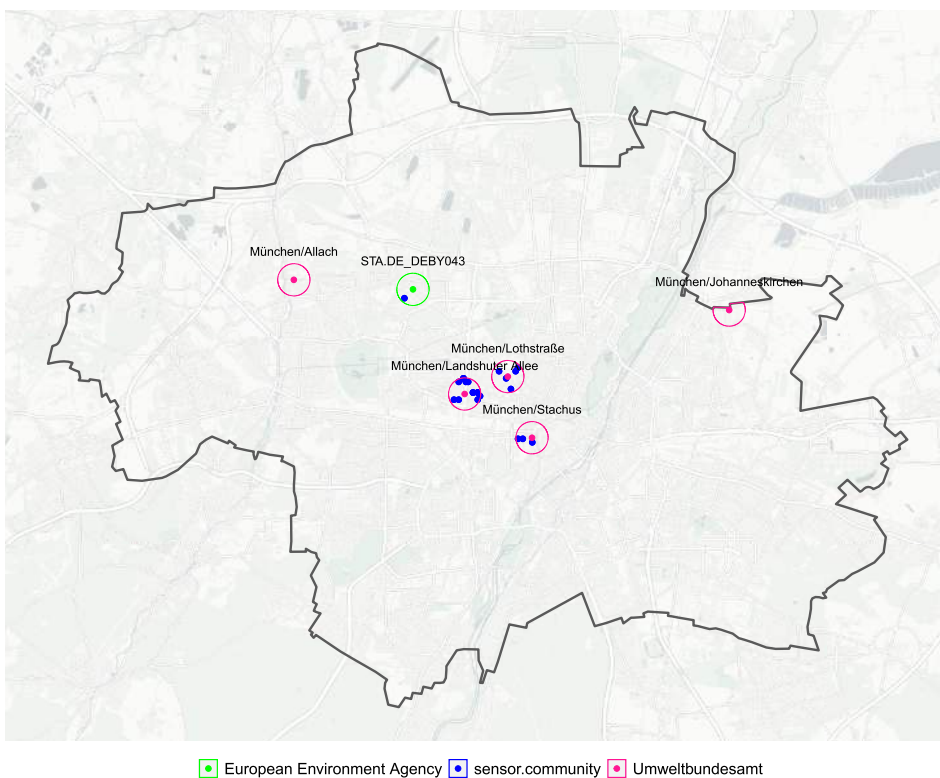 München/Allach
STA.DE_DEBY043
München/Johanneskirchen
München/Lothstraße
München/Landshuter Allee
München/Stachus
European Environment Agency
sensor.community
Umweltbundesamt